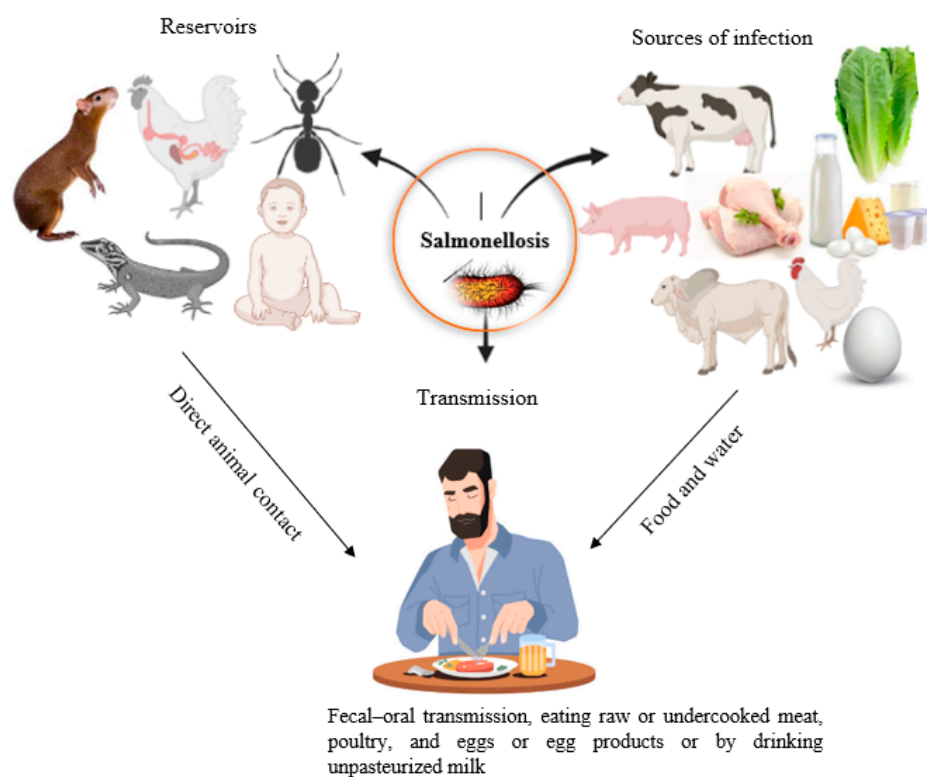 Reservoirs
Sources of infection
Salmonellosis
Transmission
Direct animal
contact
Food and water
Fecal–oral transmission, eating raw or undercooked meat,
poultry, and eggs or egg products or by drinking
unpasteurized milk